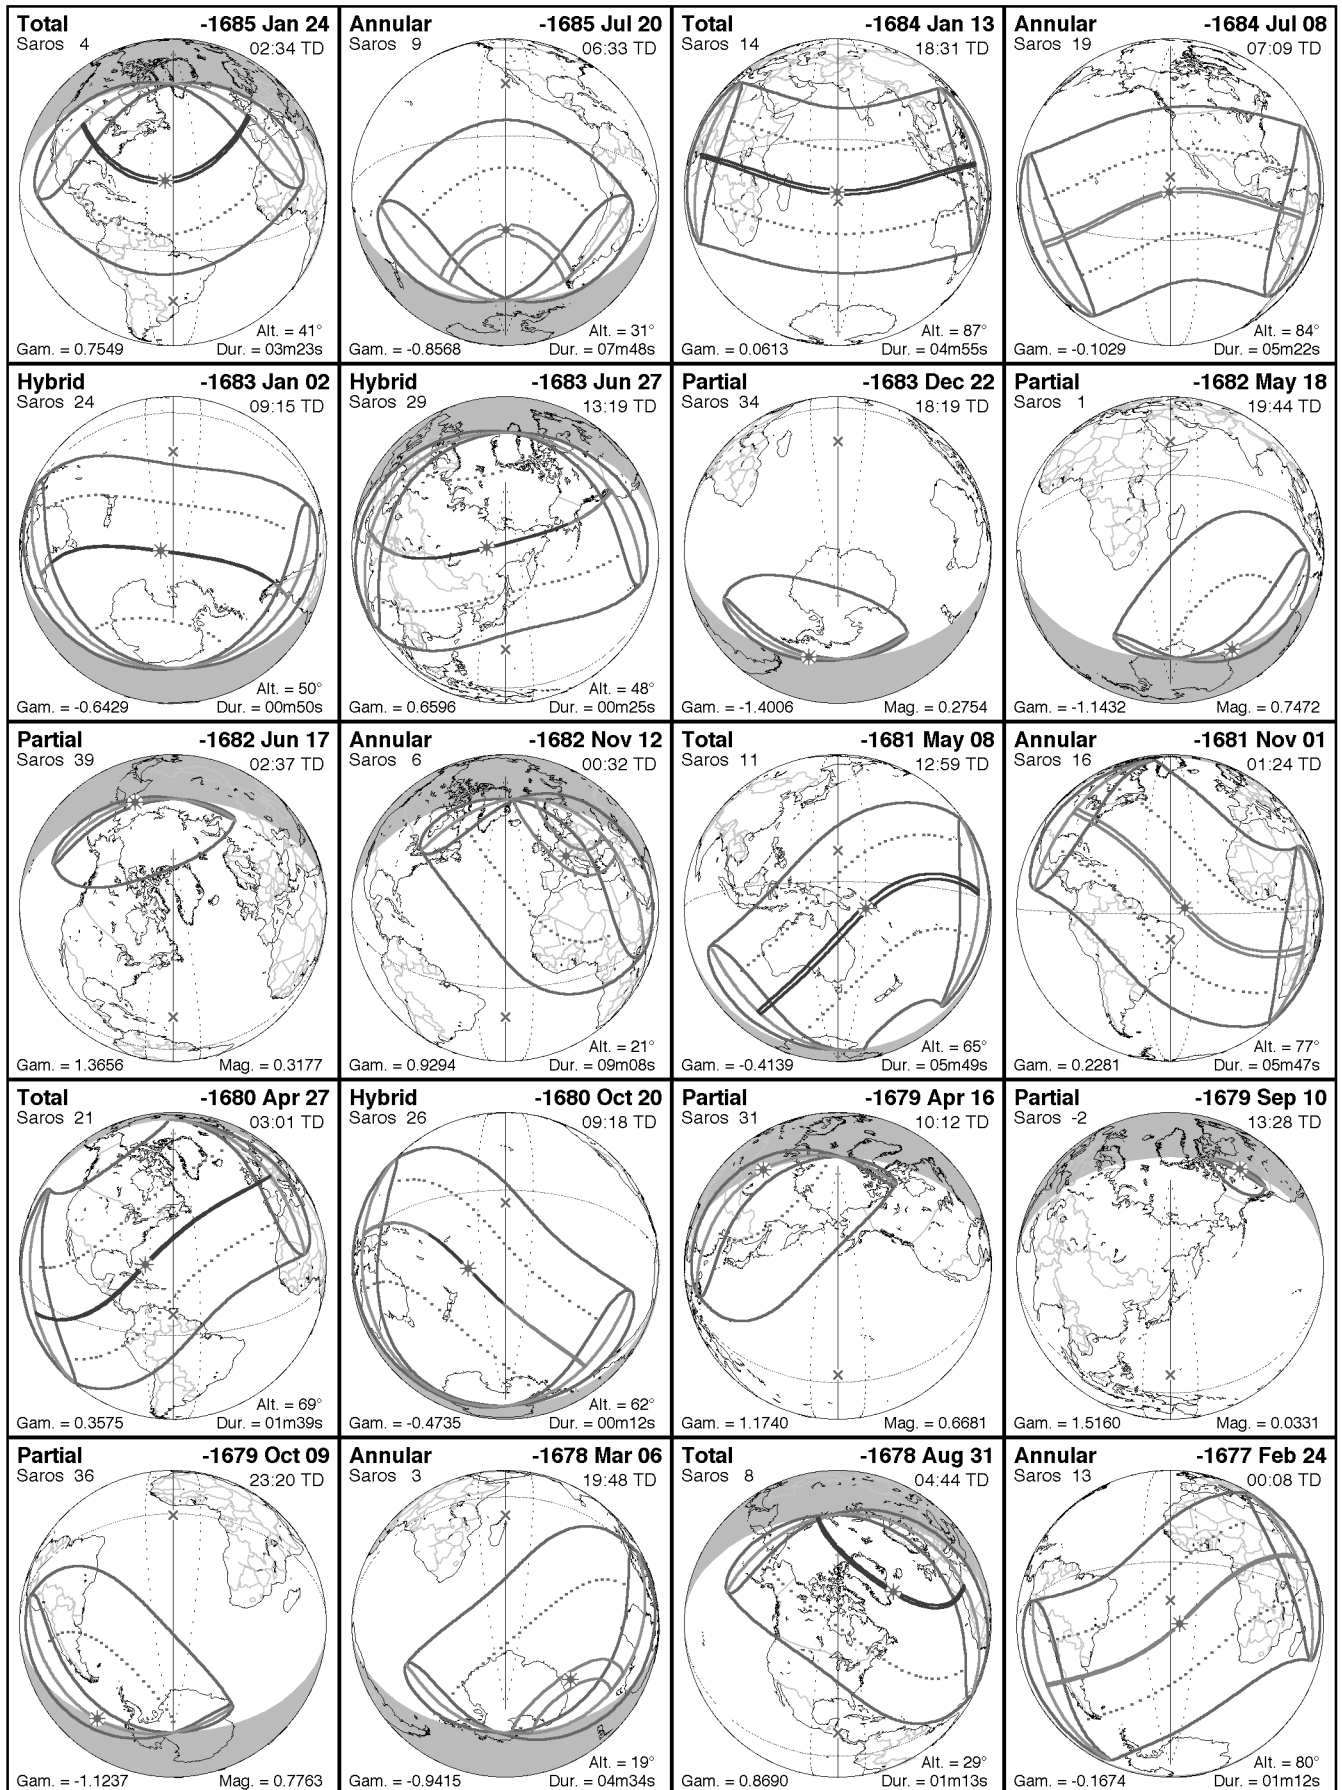 Total -1685 Jan 24
Saros 4 02:34 TD
Alt. = 41°
Gam. = 0.7549 Dur. = 03m23s
Annular -1685 Jul 20
Saros 9 06:33 TD
Alt. = 31°
Gam. = -0.8568 Dur. = 07m48s
Total -1684 Jan 13
Saros 14 18:31 TD
Alt. = 87°
Gam. = 0.0613 Dur. = 04m55s
Annular -1684 Jul 08
Saros 19 07:09 TD
Alt. = 84°
Gam. = -0.1029 Dur. = 05m22s
Hybrid -1683 Jan 02
Saros 24 09:15 TD
Alt. = 50°
Gam. = -0.6429 Dur. = 00m50s
Hybrid -1683 Jun 27
Saros 29 13:19 TD
Alt. = 48°
Gam. = 0.6596 Dur. = 00m25s
Partial -1683 Dec 22
Saros 34 18:19 TD
Gam. = -1.4006 Mag. = 0.2754
Partial -1682 May 18
Saros 1 19:44 TD
Gam. = -1.1432 Mag. = 0.7472
Partial -1682 Jun 17
Saros 39 02:37 TD
Gam. = 1.3656 Mag. = 0.3177
Annular -1682 Nov 12
Saros 6 00:32 TD
Alt. = 21°
Gam. = 0.9294 Dur. = 09m08s
Total -1681 May 08
Saros 11 12:59 TD
Alt. = 65°
Gam. = -0.4139 Dur. = 05m49s
Annular -1681 Nov 01
Saros 16 01:24 TD
Alt. = 77°
Gam. = 0.2281 Dur. = 05m47s
Total -1680 Apr 27
Saros 21 03:01 TD
Alt. = 69°
Gam. = 0.3575 Dur. = 01m39s
Hybrid -1680 Oct 20
Saros 26 09:18 TD
Alt. = 62°
Gam. = -0.4735 Dur. = 00m12s
Partial -1679 Apr 16
Saros 31 10:12 TD
Gam. = 1.1740 Mag. = 0.6681
Partial -1679 Sep 10
Saros -2 13:28 TD
Gam. = 1.5160 Mag. = 0.0331
Partial -1679 Oct 09
Saros 36 23:20 TD
Gam. = -1.1237 Mag. = 0.7763
Annular -1678 Mar 06
Saros 3 19:48 TD
Alt. = 19°
Gam. = -0.9415 Dur. = 04m34s
Total -1678 Aug 31
Saros 8 04:44 TD
Alt. = 29°
Gam. = 0.8690 Dur. = 01m13s
Annular -1677 Feb 24
Saros 13 00:08 TD
Alt. = 80°
Gam. = -0.1674 Dur. = 01m12s